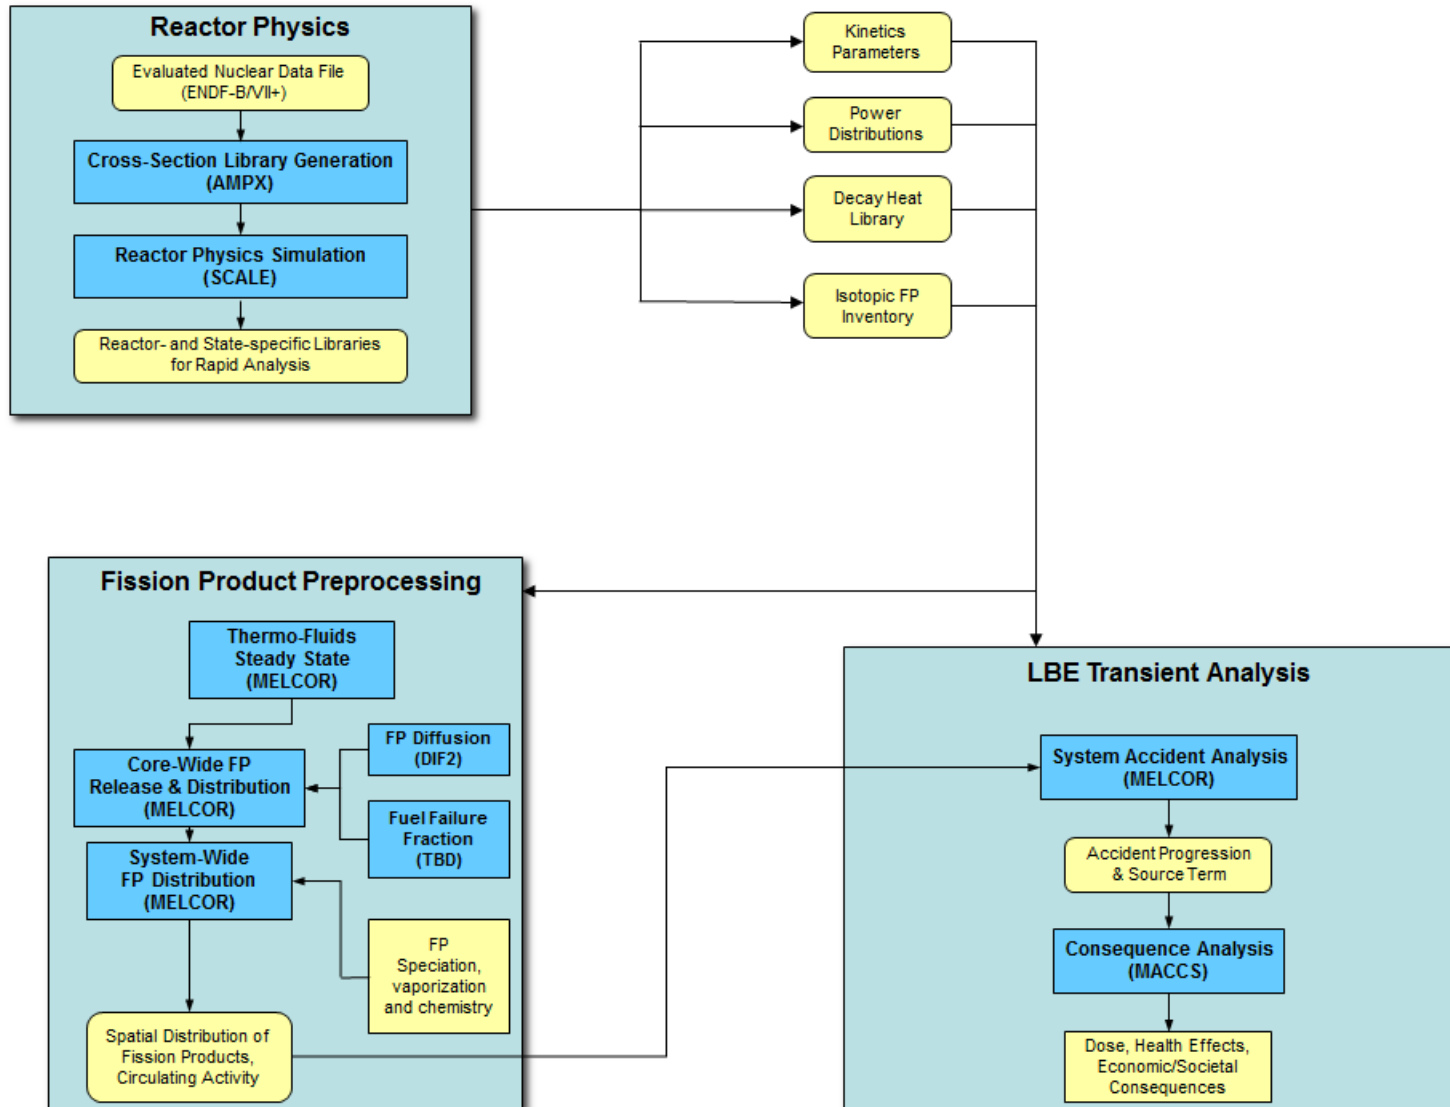 Reactor Physics
Evaluated Nuclear Data File
(ENDF-B/VII+)
Cross-Section Library Generation
(AMPX)
Reactor Physics Simulation
(SCALE)
Reactor- and State-specific Libraries
for Rapid Analysis
Kinetics
Parameters
Power
Distributions
Decay Heat
Library
Isotopic FP
Inventory
Fission Product Preprocessing
Thermo-Fluids
Steady State
(MELCOR)
Core-Wide FP
Release & Distribution
(MELCOR)
FP Diffusion
(DIF2)
Fuel Failure
Fraction
(TBD)
System-Wide
FP Distribution
(MELCOR)
FP
Speciation,
vaporization
and chemistry
Spatial Distribution of
Fission Products,
Circulating Activity
LBE Transient Analysis
System Accident Analysis
(MELCOR)
Accident Progression
& Source Term
Consequence Analysis
(MACCS)
Dose, Health Effects,
Economic/Societal
Consequences